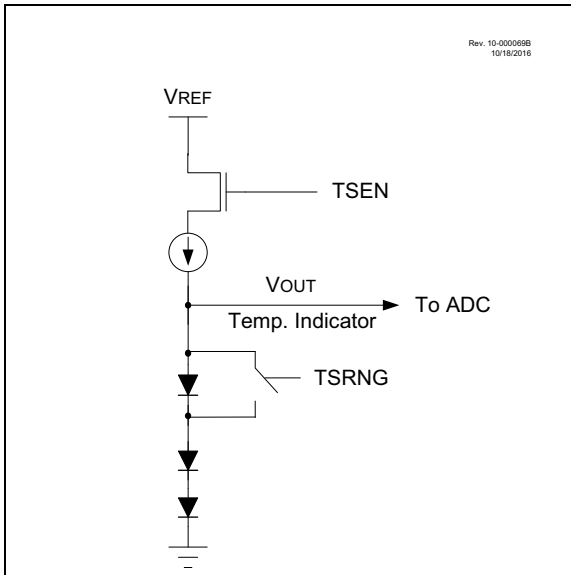 Rev. 10-000069B
10/18/2016
VREF
TSEN
VOUT
To ADC
Temp. Indicator
TSRNG